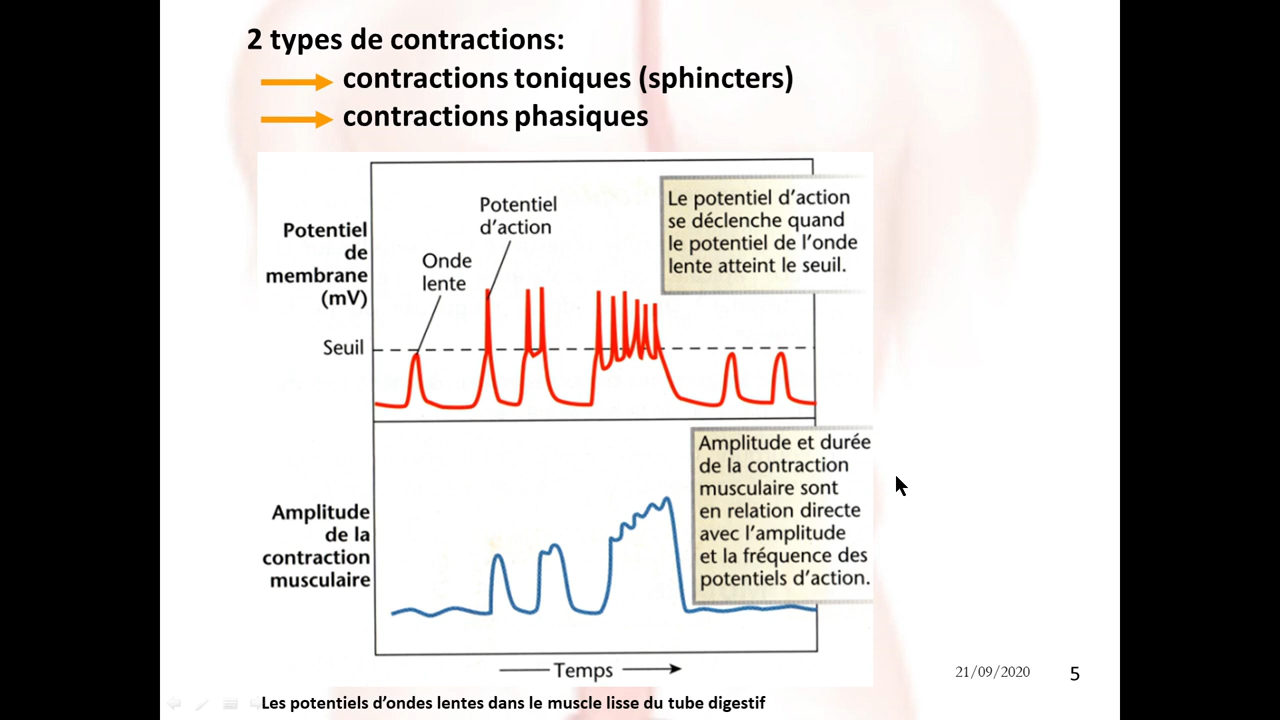 2 types de contractions:
contractions toniques (sphincters)
contractions phasiques
Potentiel
de
membrane
(mV)
Seuil
Onde
lente
Potentiel
d'action
Le potentiel d'action
se déclenche quand
le potentiel de l'onde
lente atteint le seuil.
Amplitude
de la
contraction
musculaire
Amplitude et durée
de la contraction
musculaire sont
en relation directe
avec l'amplitude
et la fréquence des
potentiels d'action.
Temps
21/09/2020
5
Les potentiels d'ondes lentes dans le muscle lisse du tube digestif